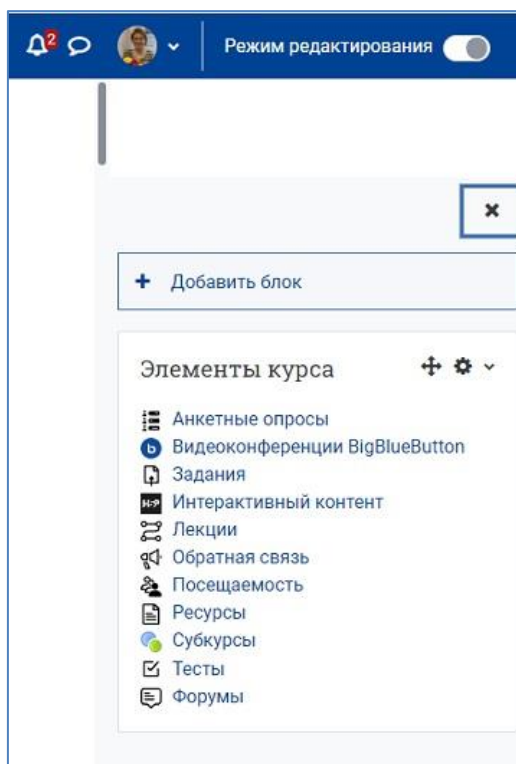 2
Режим редактирования
Добавить блок
Элементы курса
Анкетные опросы
b Видеоконференции BigBlueButton
Задания
H5P Интерактивный контент
Лекции
Обратная связь
Посещаемость
Ресурсы
Субкурсы
Тесты
Форумы